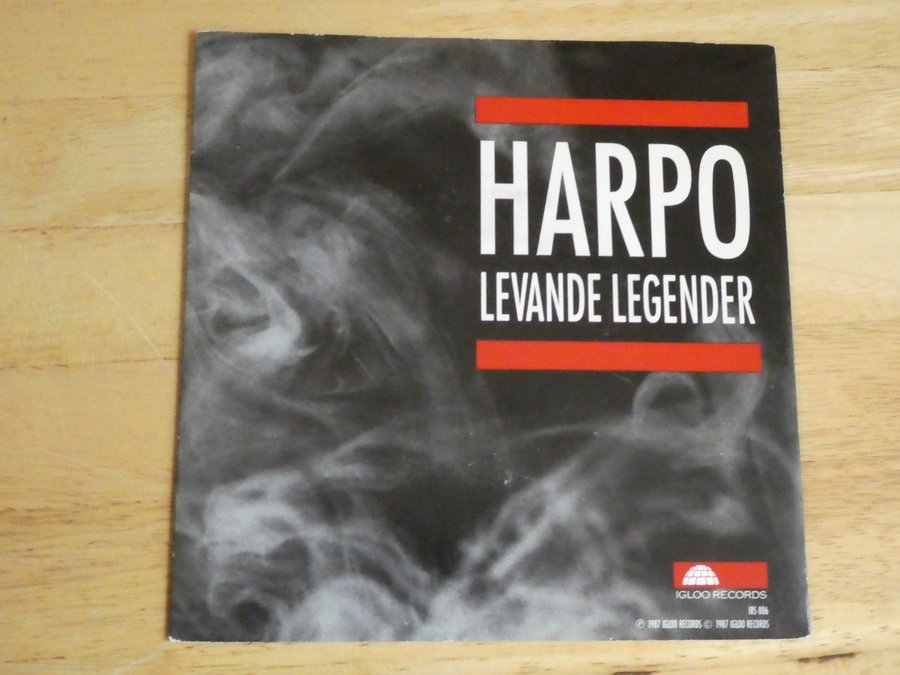 HARPO
LEVANDE LEGENDER
IGLOO RECORDS
IRS 006
℗ 1987 IGLOO RECORDS © 1987 IGLOO RECORDS